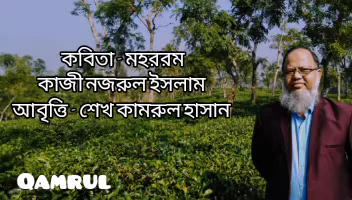 কবিতা - মহররম
কাজী নজরুল ইসলাম
আবৃত্তি - শেখ কামরুল হাসান
QAMRUL